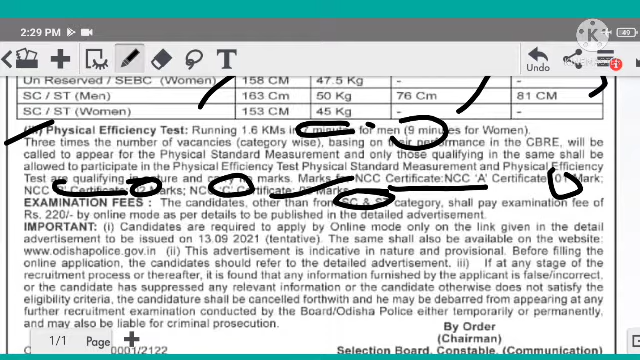 2:29 PM
49
Undo
Un Reserved / SEBC (Women) 158 CM 47.5 Kg - -
SC / ST (Men) 163 Cm 50 Kg 76 Cm 81 CM
SC / ST (Women) 153 CM 45 Kg - -
Physical Efficiency Test: Running 1.6 KMs in 7 minutes for men (9 minutes for Women).
Three times the number of vacancies (category wise), basing on their performance in the CBRE, will
be called to appear for the Physical Standard Measurement and only those qualifying in the same shall be
allowed to participate in the Physical Efficiency Test Physical Standard Measurement and Physical Efficiency
Test are qualifying in nature and carry no marks. Marks for NCC Certificate: NCC 'A' Certificate: 01 Mark;
NCC 'B' Certificate: 02 Marks; NCC 'C' Certificate: 03 Marks
EXAMINATION FEES: The candidates, other than from SC & ST category, shall pay examination fee of
Rs. 220/- by online mode as per details to be published in the detailed advertisement.
IMPORTANT: (i) Candidates are required to apply by Online mode only on the link given in the detail
advertisement to be issued on 13.09 2021 (tentative). The same shall also be available on the website:
www.odishapolice.gov.in (ii) This advertisement is indicative in nature and provisional. Before filling the
online application, the candidates should refer to the detailed advertisement. iii) If at any stage of the
recruitment process or thereafter, it is found that any information furnished by the applicant is false/incorrect,
or the candidate has suppressed any relevant information or the candidate otherwise does not satisfy the
eligibility criteria, the candidature shall be cancelled forthwith and he may be debarred from appearing at any
further recruitment examination conducted by the Board/Odisha Police either temporarily or permanently,
and may also be liable for criminal prosecution.
By Order
(Chairman)
Selection Board, Constable, (Communication)
0001/2122
1/1 Page